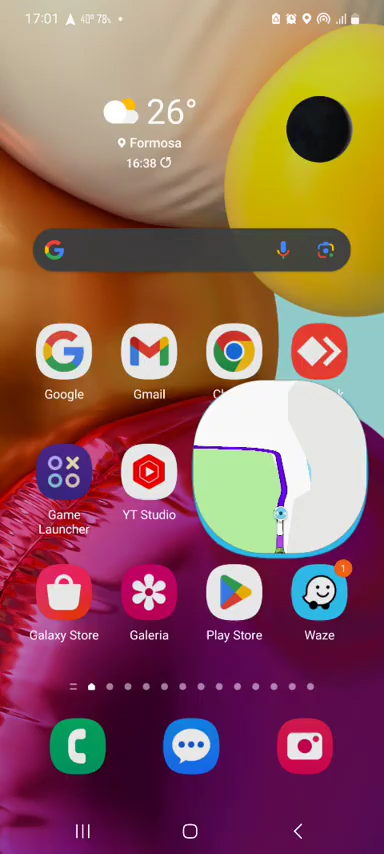 17:01 40° 78%
26°
Formosa
16:38
Google
Gmail
Game
Launcher
YT Studio
Galaxy Store
Galeria
Play Store
Waze
1